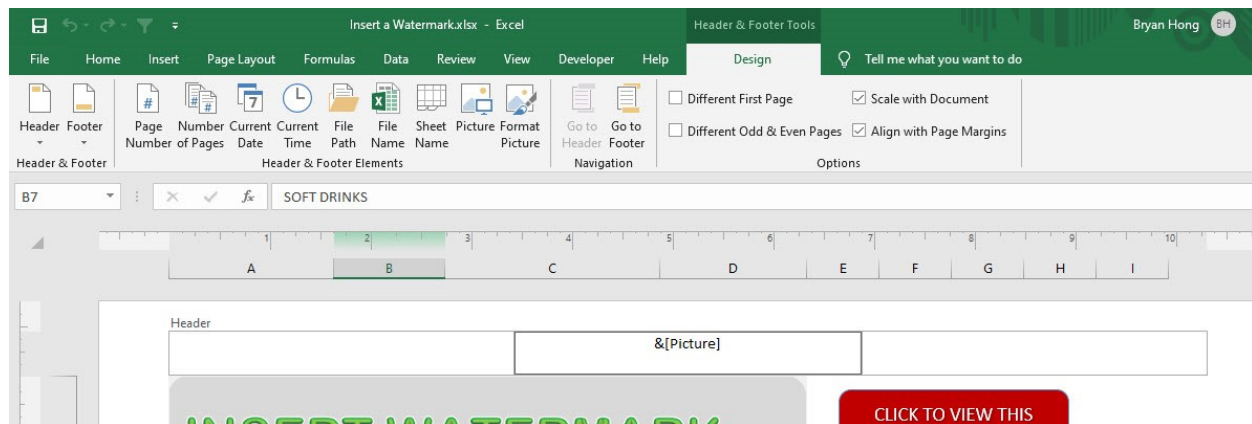 Insert a Watermark.xlsx - Excel
Header & Footer Tools
Bryan Hong BH
File Home Insert Page Layout Formulas Data Review View Developer Help Design Tell me what you want to do
Header Footer
Page Number
Number of Pages
Current Date
Current Time
File Path
File Name
Sheet Name
Picture
Format Picture
Go to Header
Go to Footer
Different First Page
Different Odd & Even Pages
Scale with Document
Align with Page Margins
Header & Footer Header & Footer Elements Navigation Options
B7 fx SOFT DRINKS
1 2 3 4 5 6 7 8 9 10
A B C D E F G H I
Header
&[Picture]
INSERT WATERMARK
CLICK TO VIEW THIS